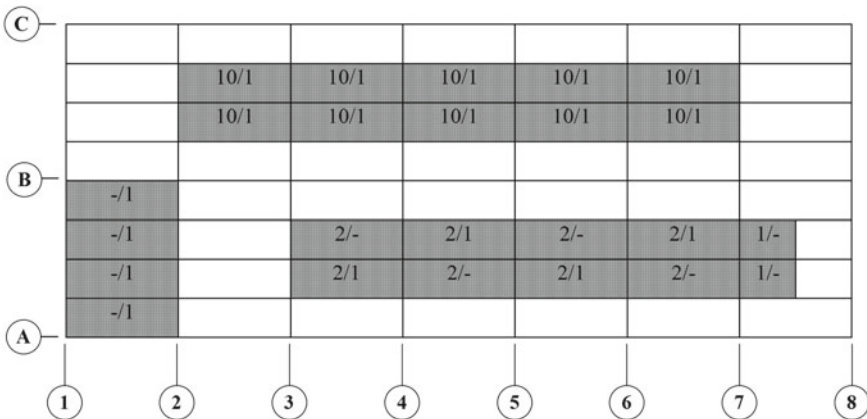 C
10/1 10/1 10/1 10/1 10/1
10/1 10/1 10/1 10/1 10/1
B
-/1
-/1 2/- 2/1 2/- 2/1 1/-
-/1 2/1 2/- 2/1 2/- 1/-
-/1
A
1 2 3 4 5 6 7 8